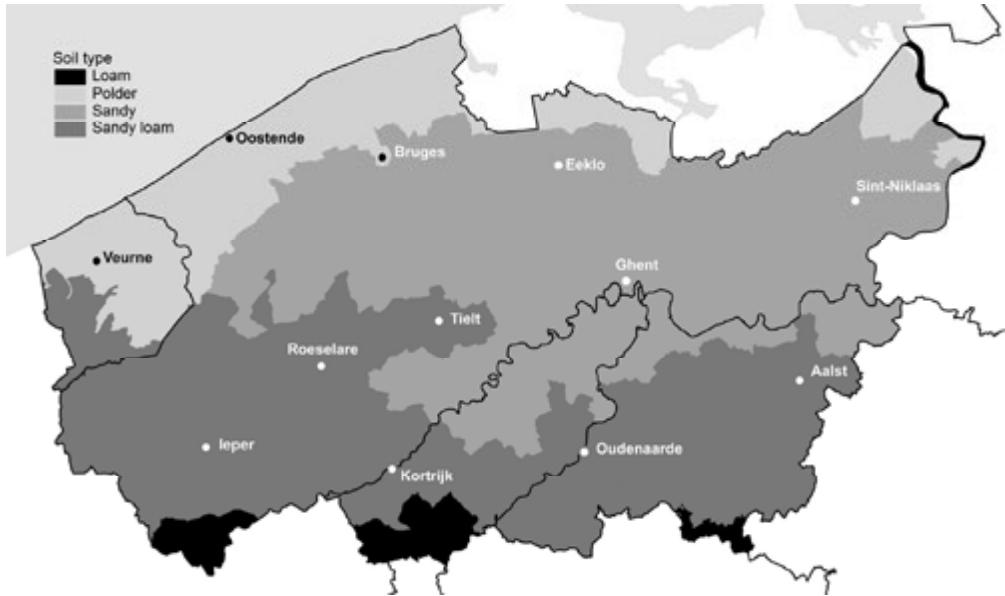 Soil type
Loam
Polder
Sandy
Sandy loam
Oostende
Bruges
Eeklo
Sint-Niklaas
Veurne
Ghent
Tielt
Roeselare
Aalst
Ieper
Oudenaarde
Kortrijk